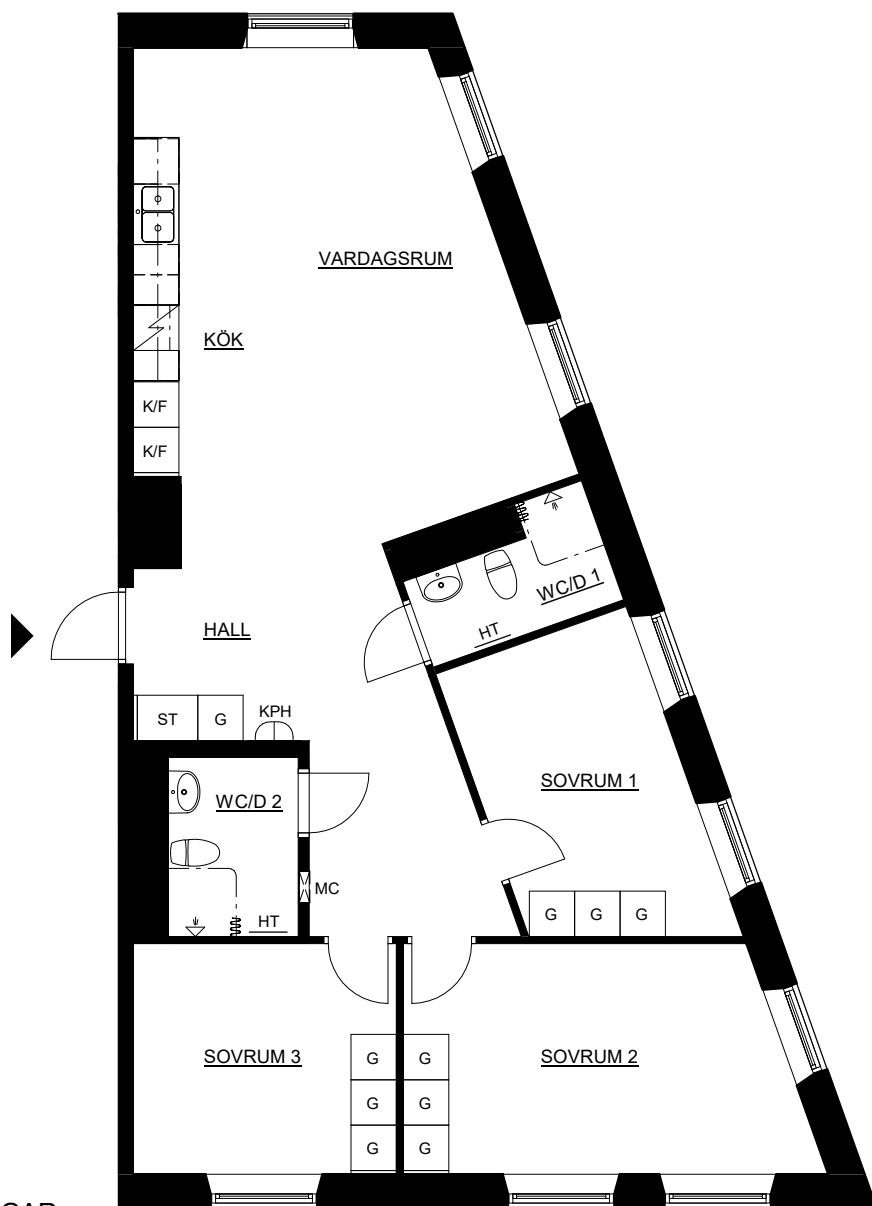 VARDAGSRUM
KÖK
K/F
K/F
WC/D 1
HT
HALL
ST G KPH
SOVRUM 1
WC/D 2
MC
G G G
HT
SOVRUM 3
G G
SOVRUM 2
G G
G G